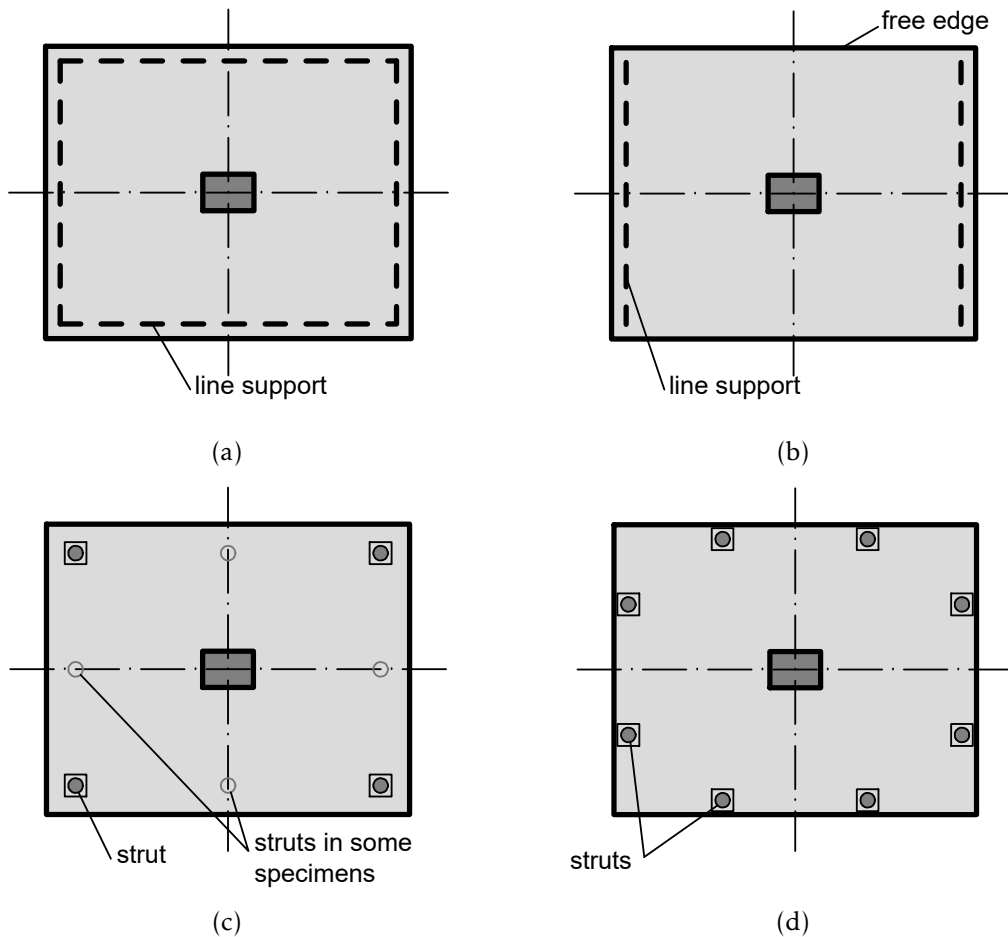 free edge
line support
line support
(a)
(b)
strut
struts in some
specimens
struts
(c)
(d)